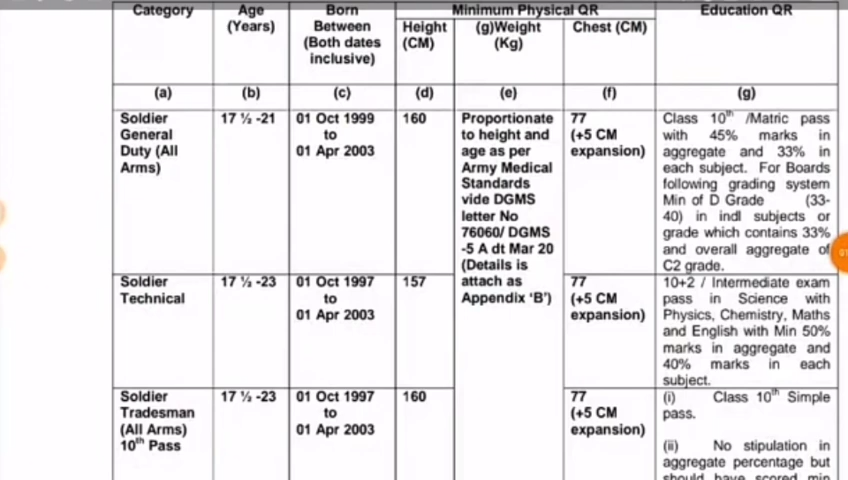 Category
Age
(Years)
Born
Between
(Both dates
inclusive)
Minimum Physical QR
Education QR
Height
(CM)
(g)Weight
(Kg)
Chest (CM)
(a)
(b)
(c)
(d)
(e)
(f)
(g)
Soldier
General
Duty (All
Arms)
17 ½ -21
01 Oct 1999
to
01 Apr 2003
160
Proportionate
to height and
age as per
Army Medical
Standards
vide DGMS
letter No
76060/ DGMS
-5 A dt Mar 20
(Details is
attach as
Appendix ‘B’)
77
(+5 CM
expansion)
Class 10th /Matric pass
with 45% marks in
aggregate and 33% in
each subject. For Boards
following grading system
Min of D Grade (33-
40) in indl subjects or
grade which contains 33%
and overall aggregate of
C2 grade.
Soldier
Technical
17 ½ -23
01 Oct 1997
to
01 Apr 2003
157
77
(+5 CM
expansion)
10+2 / Intermediate exam
pass in Science with
Physics, Chemistry, Maths
and English with Min 50%
marks in aggregate and
40% marks in each
subject.
Soldier
Tradesman
(All Arms)
10th Pass
17 ½ -23
01 Oct 1997
to
01 Apr 2003
160
77
(+5 CM
expansion)
(i) Class 10th Simple
pass.
(ii) No stipulation in
aggregate percentage but
should have scored min